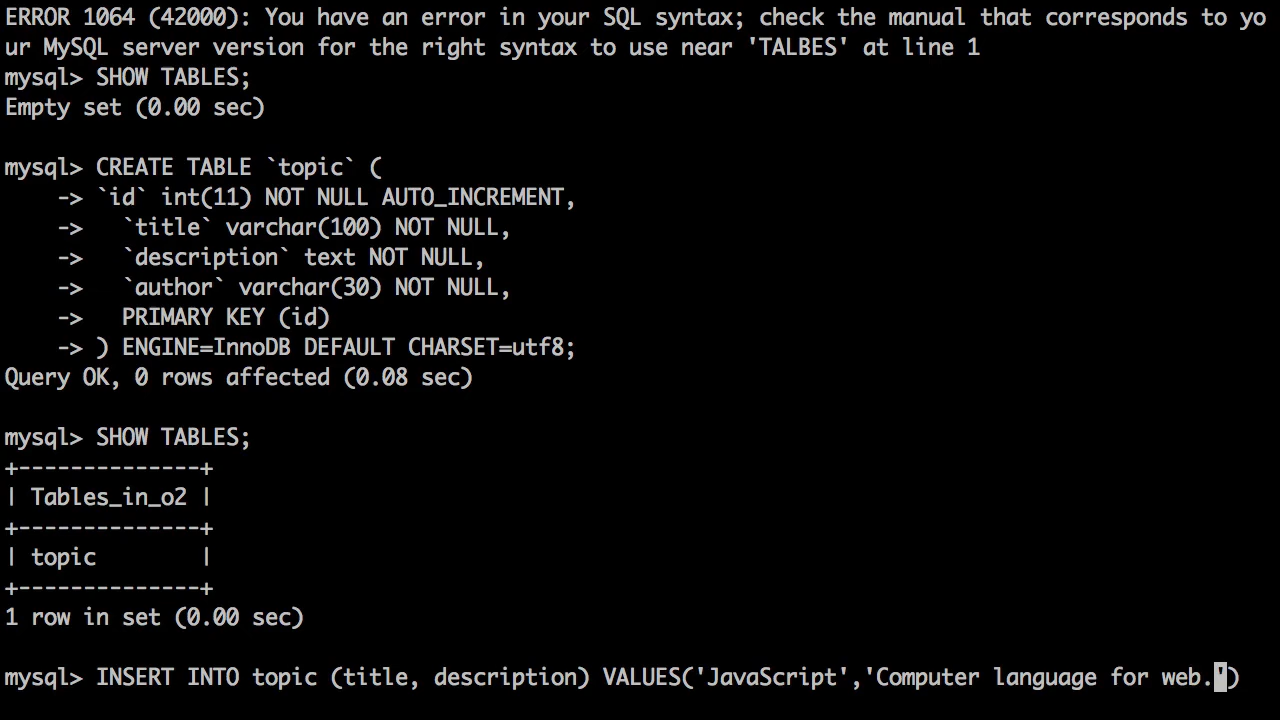 ERROR 1064 (42000): You have an error in your SQL syntax; check the manual that corresponds to yo
ur MySQL server version for the right syntax to use near 'TALBES' at line 1
mysql> SHOW TABLES;
Empty set (0.00 sec)

mysql> CREATE TABLE `topic` (
    -> `id` int(11) NOT NULL AUTO_INCREMENT,
    ->   `title` varchar(100) NOT NULL,
    ->   `description` text NOT NULL,
    ->   `author` varchar(30) NOT NULL,
    ->   PRIMARY KEY (id)
    -> ) ENGINE=InnoDB DEFAULT CHARSET=utf8;
Query OK, 0 rows affected (0.08 sec)

mysql> SHOW TABLES;
+--------------+
| Tables_in_o2 |
+--------------+
| topic        |
+--------------+
1 row in set (0.00 sec)

mysql> INSERT INTO topic (title, description) VALUES('JavaScript','Computer language for web.')